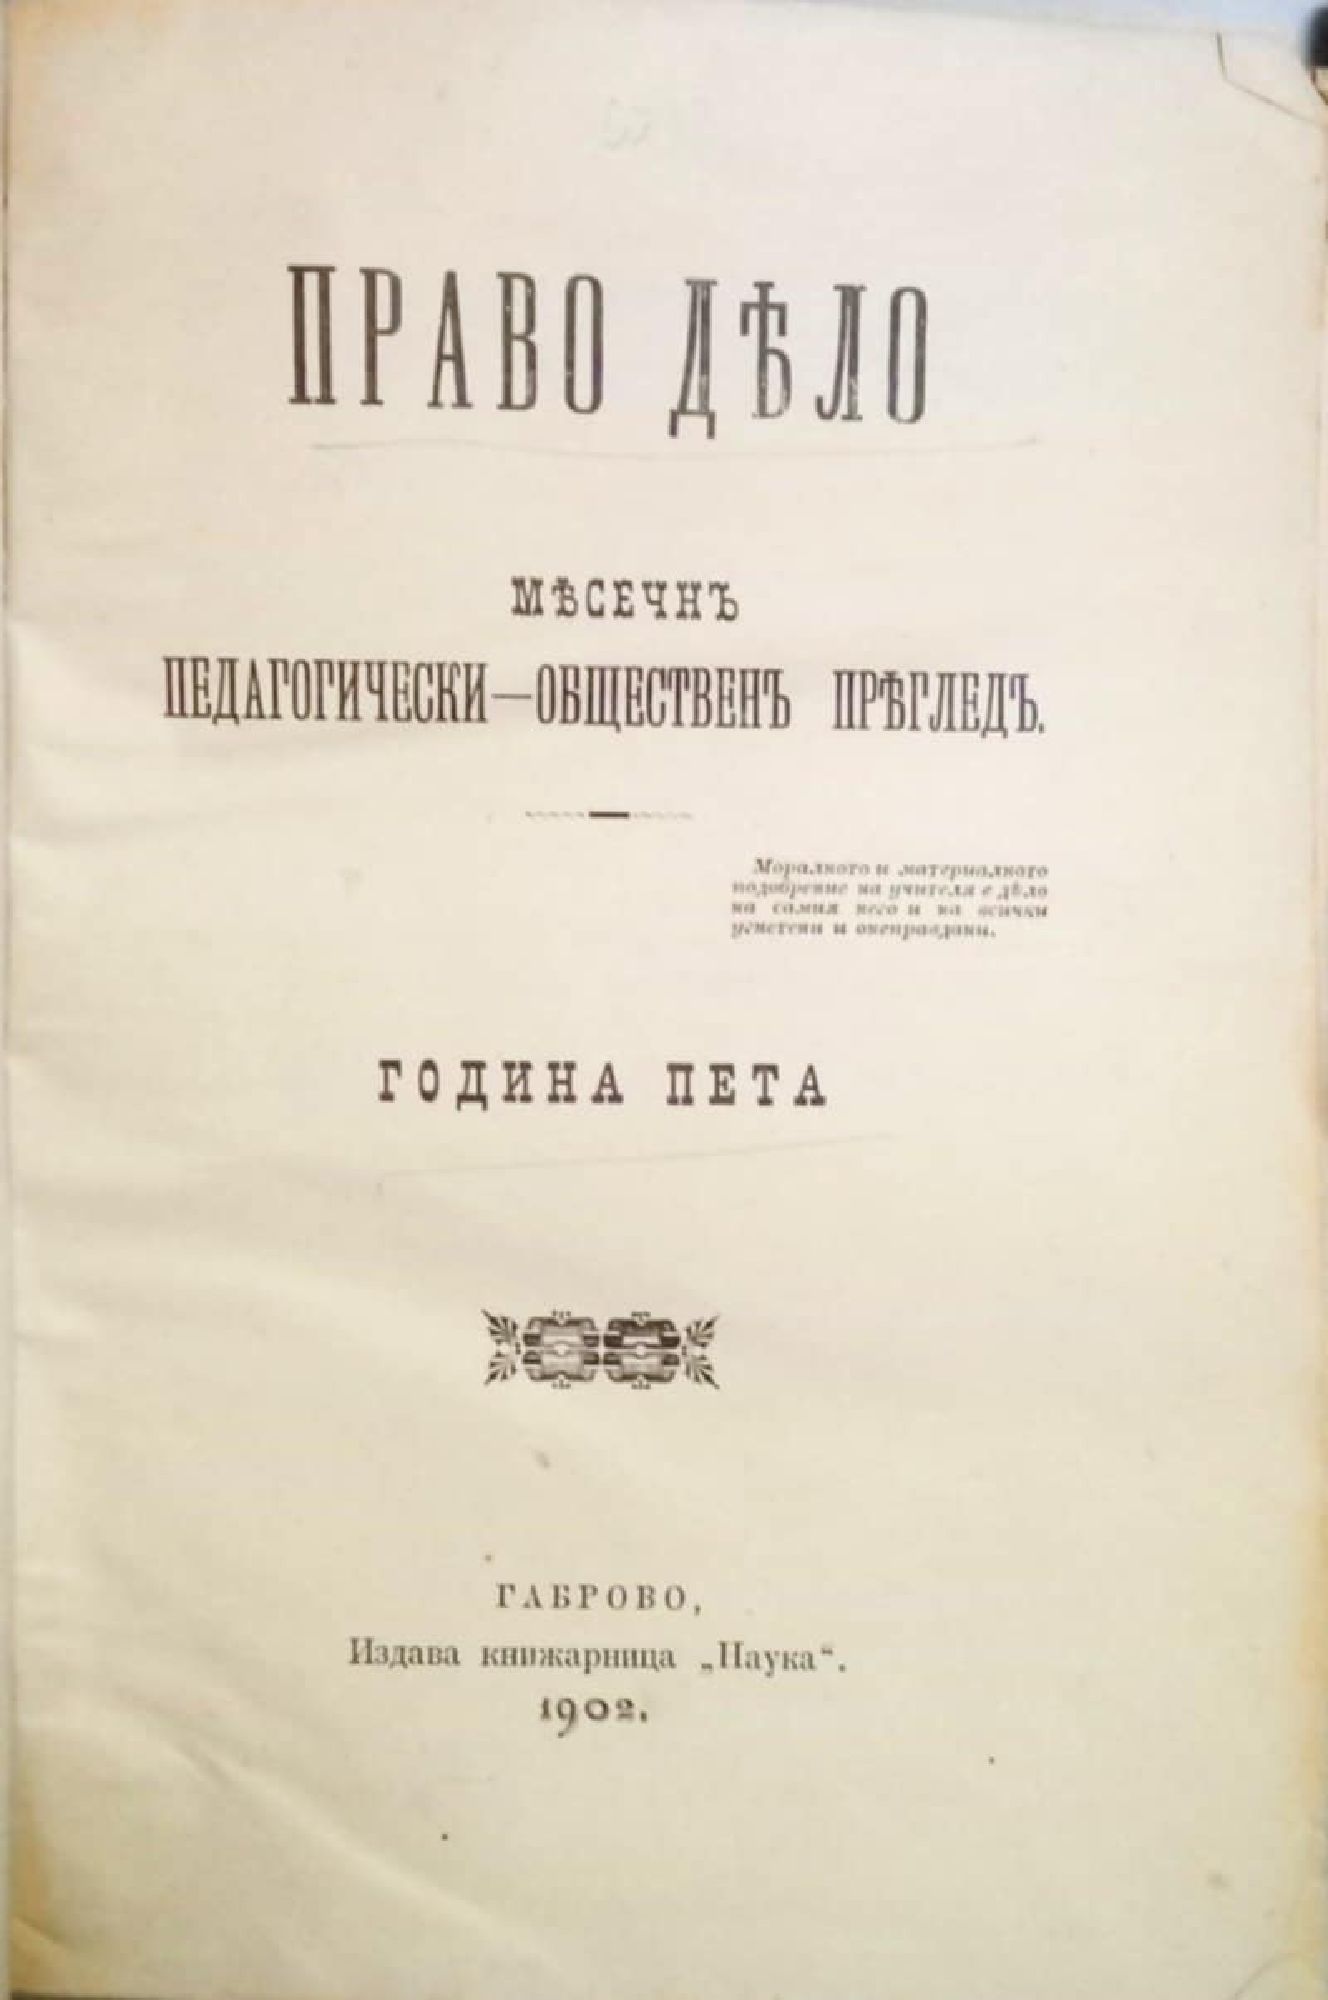 ПРАВО ДѢЛО
МѢСЕЧНЪ
ПЕДАГОГИЧЕСКИ—ОБЩЕСТВЕНЪ ПРѢГЛЕДЪ.
Моралното и материалното
подобрение на учителя е дѣло
на самия него и на всички
угнетени и онеправдани.
ГОДИНА ПЕТА
ГАБРОВО,
Издава книжарница „Наука“.
1902.